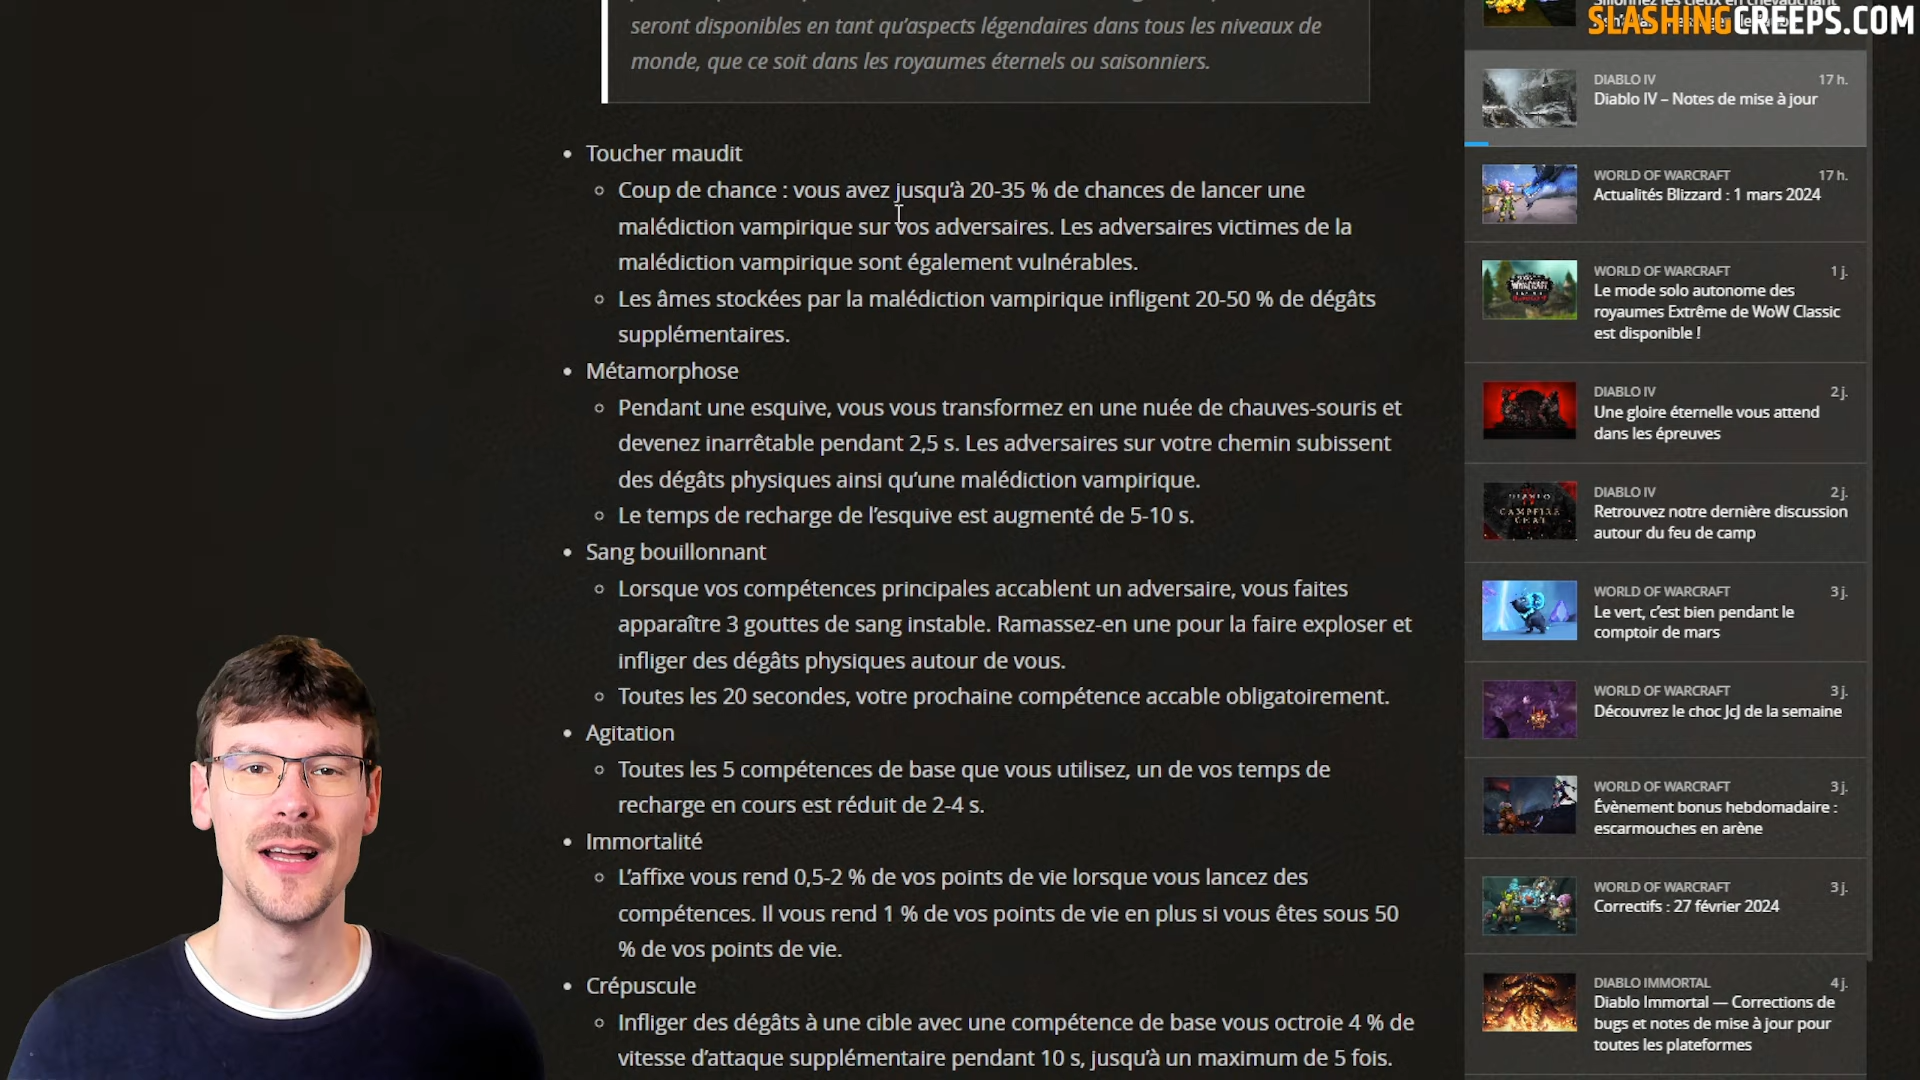 seront disponibles en tant qu'aspects légendaires dans tous les niveaux de
monde, que ce soit dans les royaumes éternels ou saisonniers.
• Toucher maudit
Coup de chance : vous avez jusqu'à 20-35 % de chances de lancer une
malédiction vampirique sur vos adversaires. Les adversaires victimes de la
malédiction vampirique sont également vulnérables.
Les âmes stockées par la malédiction vampirique infligent 20-50 % de dégâts
supplémentaires.
• Métamorphose
Pendant une esquive, vous vous transformez en une nuée de chauves-souris et
devenez inarrêtable pendant 2,5 s. Les adversaires sur votre chemin subissent
des dégâts physiques ainsi qu'une malédiction vampirique.
Le temps de recharge de l'esquive est augmenté de 5-10 s.
• Sang bouillonnant
Lorsque vos compétences principales accablent un adversaire, vous faites
apparaître 3 gouttes de sang instable. Ramassez-en une pour la faire exploser et
infliger des dégâts physiques autour de vous.
Toutes les 20 secondes, votre prochaine compétence accable obligatoirement.
• Agitation
Toutes les 5 compétences de base que vous utilisez, un de vos temps de
recharge en cours est réduit de 2-4 s.
• Immortalité
L'affixe vous rend 0,5-2 % de vos points de vie lorsque vous lancez des
compétences. Il vous rend 1 % de vos points de vie en plus si vous êtes sous 50
% de vos points de vie.
• Crépuscule
Infliger des dégâts à une cible avec une compétence de base vous octroie 4 % de
vitesse d'attaque supplémentaire pendant 10 s, jusqu'à un maximum de 5 fois.
SLASHINGCREEPS.COM
DIABLO IV 17 h.
Diablo IV – Notes de mise à jour
WORLD OF WARCRAFT 17 h.
Actualités Blizzard : 1 mars 2024
WORLD OF WARCRAFT 1 j.
Le mode solo autonome des
royaumes Extrême de WoW Classic
est disponible !
DIABLO IV 2 j.
Une gloire éternelle vous attend
dans les épreuves
DIABLO IV 2 j.
Retrouvez notre dernière discussion
autour du feu de camp
DIABLO
CAMPFIRE
CHAT
WORLD OF WARCRAFT 3 j.
Le vert, c'est bien pendant le
comptoir de mars
WORLD OF WARCRAFT 3 j.
Découvrez le choc JcJ de la semaine
WORLD OF WARCRAFT 3 j.
Évènement bonus hebdomadaire :
escarmouches en arène
WORLD OF WARCRAFT 3 j.
Correctifs : 27 février 2024
DIABLO IMMORTAL 4 j.
Diablo Immortal — Corrections de
bugs et notes de mise à jour pour
toutes les plateformes